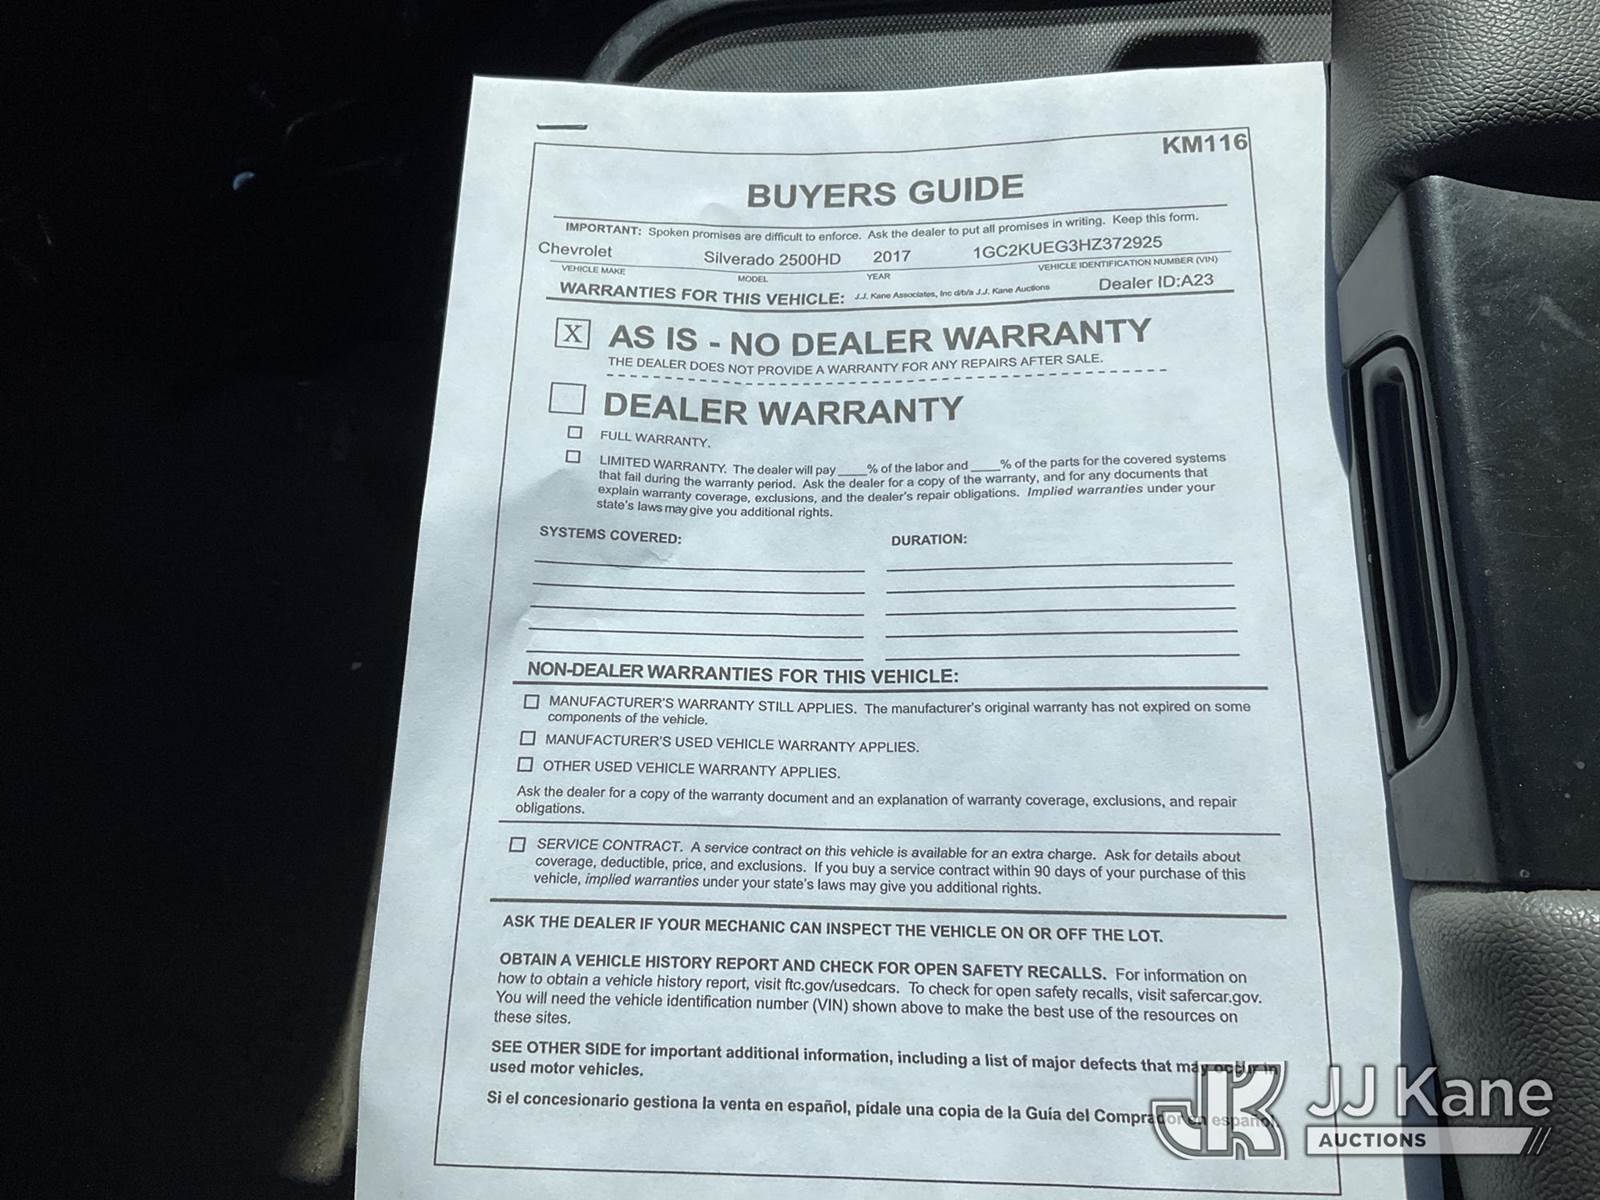 KM116
BUYERS GUIDE
IMPORTANT: Spoken promises are difficult to enforce. Ask the dealer to put all promises in writing. Keep this form.
Chevrolet Silverado 2500HD 2017 1GC2KUEG3HZ372925
VEHICLE MAKE MODEL YEAR VEHICLE IDENTIFICATION NUMBER (VIN)
WARRANTIES FOR THIS VEHICLE: J.J. Kane Associates, Inc d/b/a J.J. Kane Auctions Dealer ID:A23
X AS IS - NO DEALER WARRANTY
THE DEALER DOES NOT PROVIDE A WARRANTY FOR ANY REPAIRS AFTER SALE.
DEALER WARRANTY
FULL WARRANTY.
LIMITED WARRANTY. The dealer will pay ____% of the labor and ____% of the parts for the covered systems
that fail during the warranty period. Ask the dealer for a copy of the warranty, and for any documents that
explain warranty coverage, exclusions, and the dealer's repair obligations. Implied warranties under your
state's laws may give you additional rights.
SYSTEMS COVERED: DURATION:
NON-DEALER WARRANTIES FOR THIS VEHICLE:
MANUFACTURER'S WARRANTY STILL APPLIES. The manufacturer's original warranty has not expired on some
components of the vehicle.
MANUFACTURER'S USED VEHICLE WARRANTY APPLIES.
OTHER USED VEHICLE WARRANTY APPLIES.
Ask the dealer for a copy of the warranty document and an explanation of warranty coverage, exclusions, and repair
obligations.
SERVICE CONTRACT. A service contract on this vehicle is available for an extra charge. Ask for details about
coverage, deductible, price, and exclusions. If you buy a service contract within 90 days of your purchase of this
vehicle, implied warranties under your state's laws may give you additional rights.
ASK THE DEALER IF YOUR MECHANIC CAN INSPECT THE VEHICLE ON OR OFF THE LOT.
OBTAIN A VEHICLE HISTORY REPORT AND CHECK FOR OPEN SAFETY RECALLS. For information on
how to obtain a vehicle history report, visit ftc.gov/usedcars. To check for open safety recalls, visit safercar.gov.
You will need the vehicle identification number (VIN) shown above to make the best use of the resources on
these sites.
SEE OTHER SIDE for important additional information, including a list of major defects that may occur in
used motor vehicles.
Si el concesionario gestiona la venta en español, pídale una copia de la Guía del Comprador en español.
JK JJ Kane
AUCTIONS